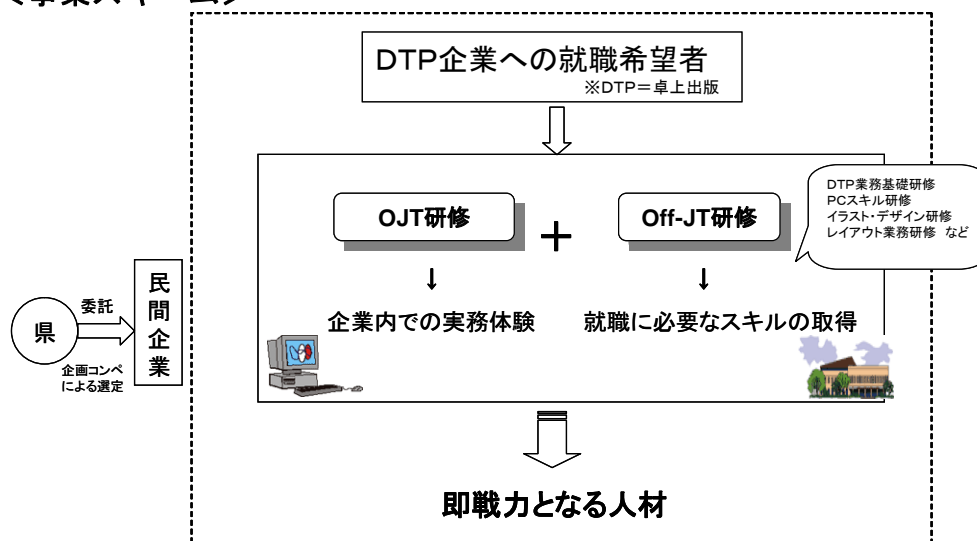 DTP企業への就職希望者
※DTP=卓上出版
OJT研修
+
Off-JT研修
DTP業務基礎研修
PCスキル研修
イラスト・デザイン研修
レイアウト業務研修 など
↓
↓
企業内での実務体験
就職に必要なスキルの取得
県
委託
企画コンペ
による選定
民間企業
即戦力となる人材